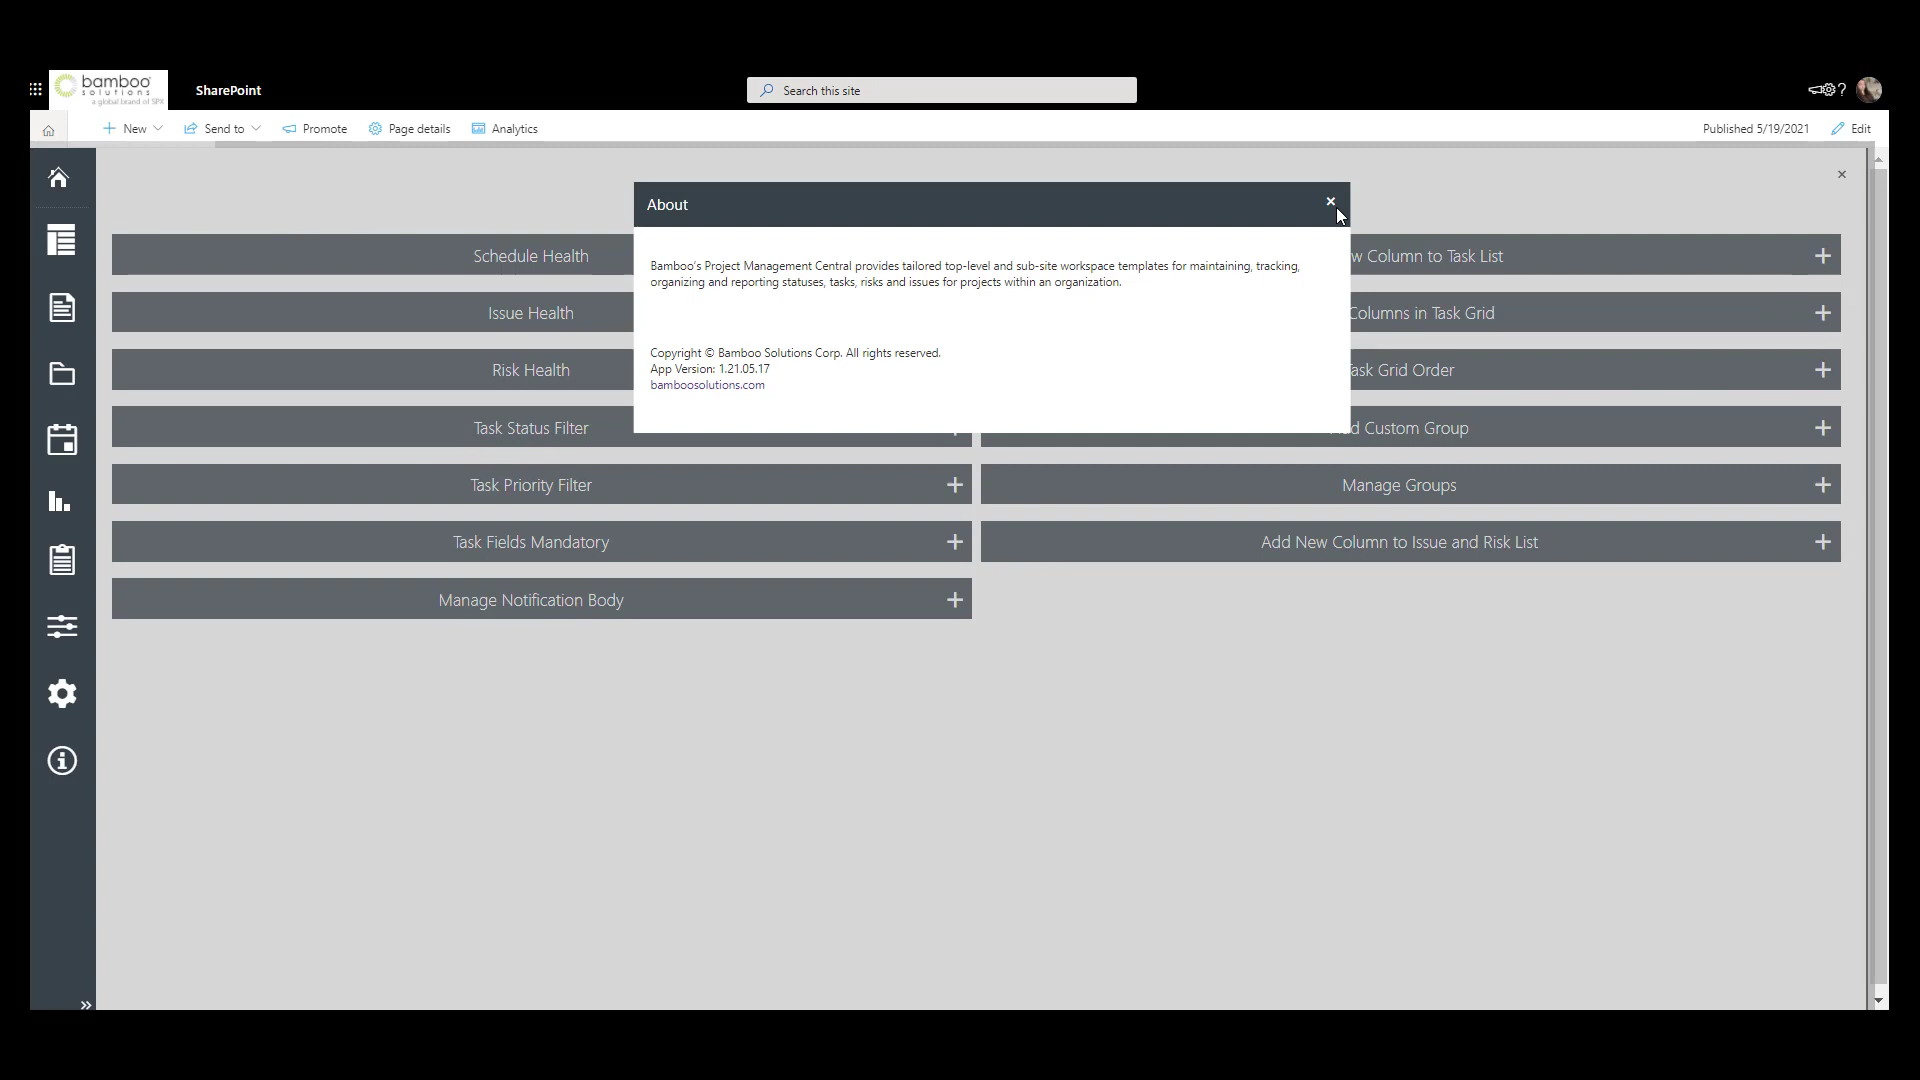 bamboo
solutions
a global brand of SPX
SharePoint
Search this site
?
New
Send to
Promote
Page details
Analytics
Published 5/19/2021
Edit
About
Bamboo's Project Management Central provides tailored top-level and sub-site workspace templates for maintaining, tracking,
organizing and reporting statuses, tasks, risks and issues for projects within an organization.
Copyright © Bamboo Solutions Corp. All rights reserved.
App Version: 1.21.05.17
bamboosolutions.com
Schedule Health
Column to Task List
Issue Health
Columns in Task Grid
Risk Health
Grid Order
Task Status Filter
Custom Group
Task Priority Filter
Manage Groups
Task Fields Mandatory
Add New Column to Issue and Risk List
Manage Notification Body